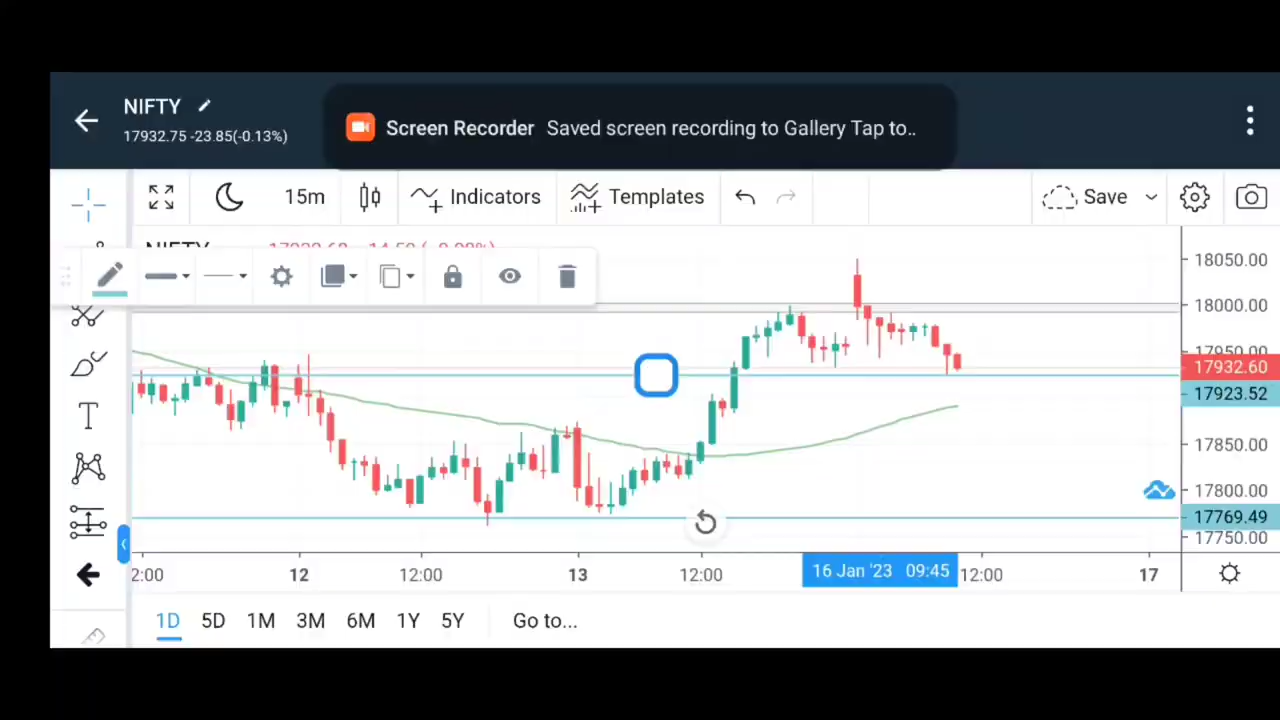 NIFTY
17932.75 -23.85(-0.13%)
Screen Recorder Saved screen recording to Gallery Tap to..
15m Indicators Templates Save
NIFTY
18050.00
18000.00
17950.00
17932.60
17923.52
17850.00
17800.00
17769.49
17750.00
2:00 12 12:00 13 12:00 16 Jan '23 09:45 12:00 17
1D 5D 1M 3M 6M 1Y 5Y Go to...